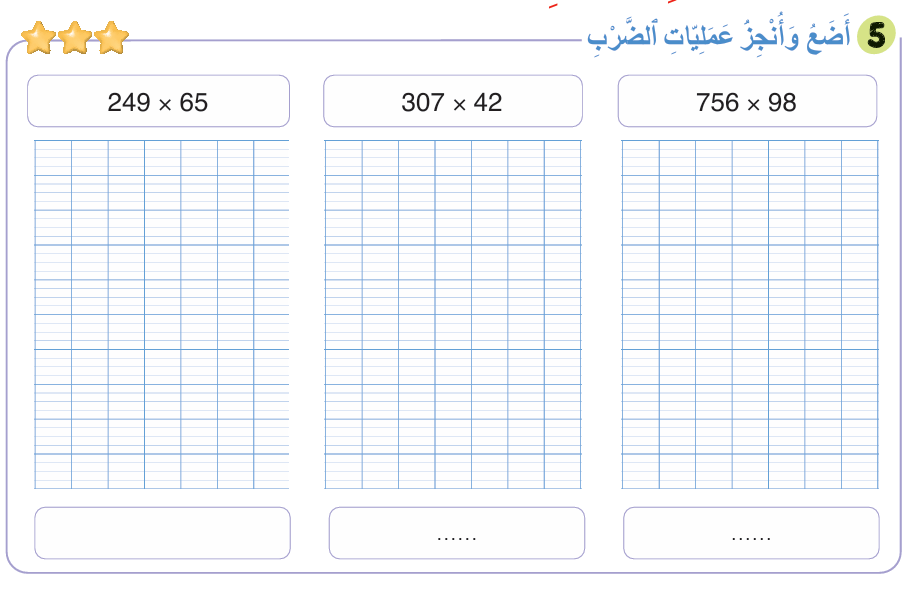 5 أَضَعُ وَأُنْجِزُ عَمَلِيّاتِ ٱلضَّرْبِ
756 × 98
307 × 42
249 × 65
......
......